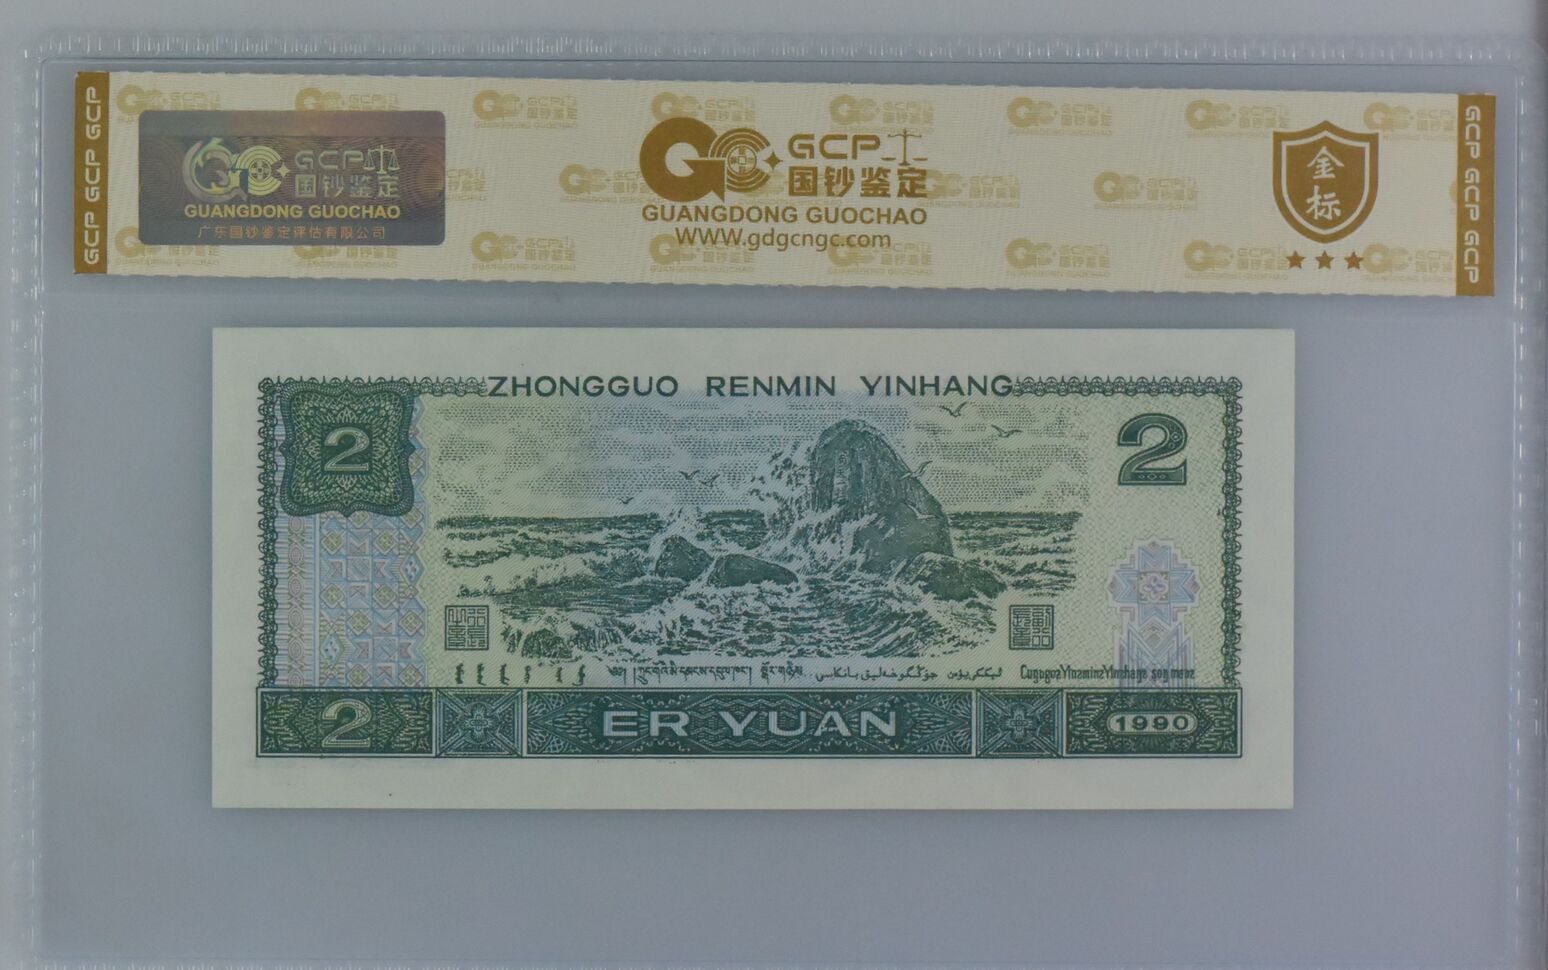 GCP GCP GCP
GCP
国钞鉴定
GUANGDONG GUOCHAO
广东国钞鉴定评估有限公司
GCP
国钞鉴定
GUANGDONG GUOCHAO
WWW.gdgcngc.com
金标
GCP GCP GCP
ZHONGGUO RENMIN YINHANG
2
2
2
ER YUAN
1990